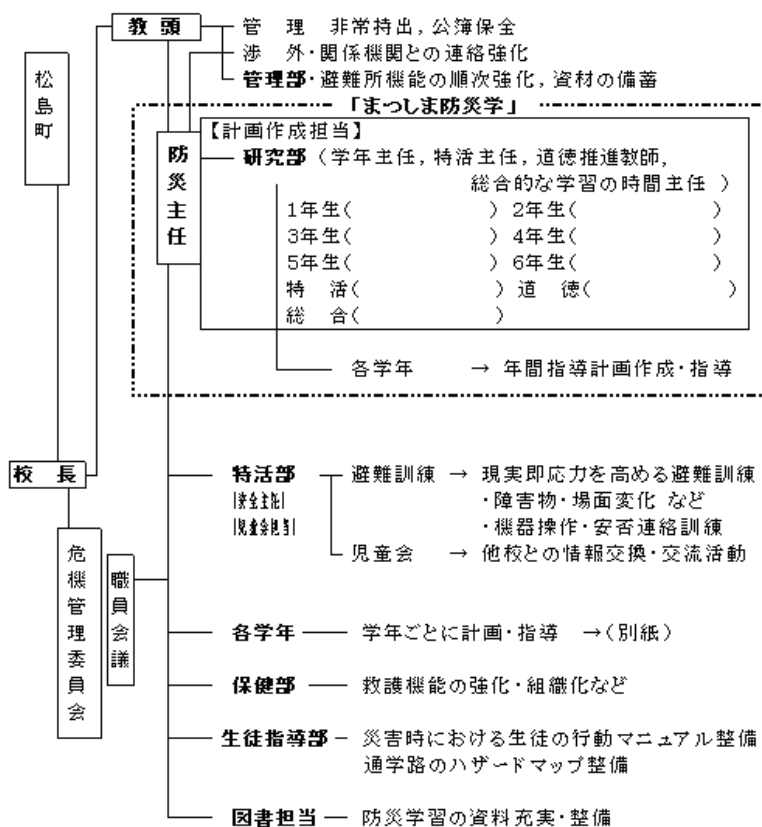 教 頭
管 理 非常持出，公簿保全
渉 外・関係機関との連絡強化
管理部・避難所機能の順次強化，資材の備蓄
松島町
「まつしま防災学」
防災主任
【計画作成担当】
研究部（学年主任，特活主任，道徳推進教師，
総合的な学習の時間主任 ）
1年生( ) 2年生( )
3年生( ) 4年生( )
5年生( ) 6年生( )
特 活( ) 道 徳( )
総 合( )
各学年 → 年間指導計画作成・指導
校 長
特活部 避難訓練 → 現実即応力を高める避難訓練
・障害物・場面変化 など
・機器操作・安否連絡訓練
児童会 → 他校との情報交換・交流活動
危機管理委員会
職員会議
各学年 学年ごとに計画・指導 →(別紙)
保健部 救護機能の強化・組織化など
生徒指導部 災害時における生徒の行動マニュアル整備
通学路のハザードマップ整備
図書担当 防災学習の資料充実・整備